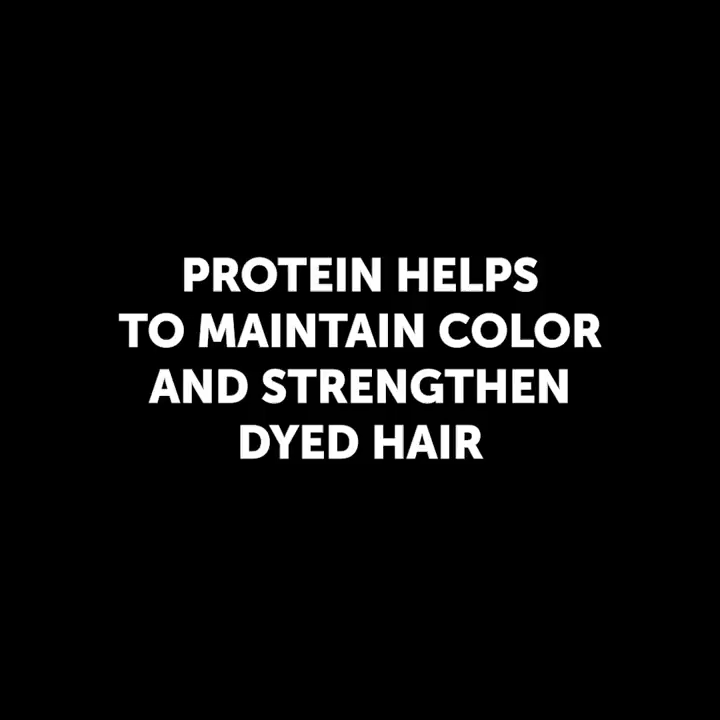 PROTEIN HELPS
TO MAINTAIN COLOR
AND STRENGTHEN
DYED HAIR